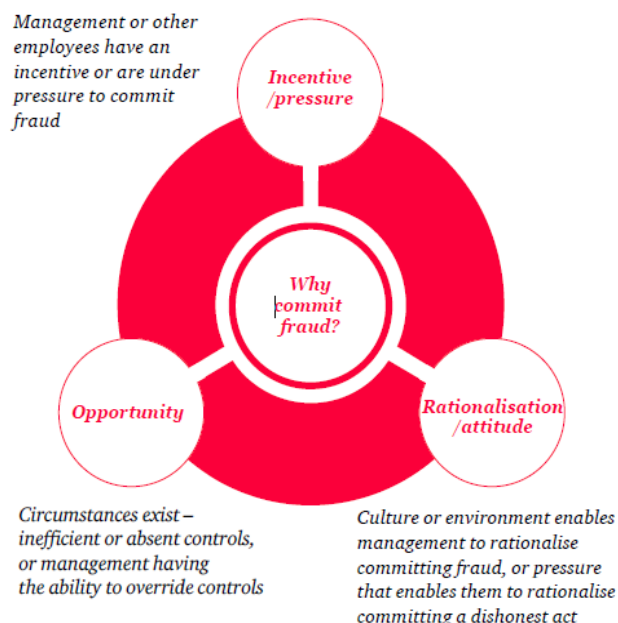 Management or other
employees have an
incentive or are under
pressure to commit
fraud
Incentive
/pressure
Why
commit
fraud?
Opportunity
Rationalisation
/attitude
Circumstances exist –
inefficient or absent controls,
or management having
the ability to override controls
Culture or environment enables
management to rationalise
committing fraud, or pressure
that enables them to rationalise
committing a dishonest act